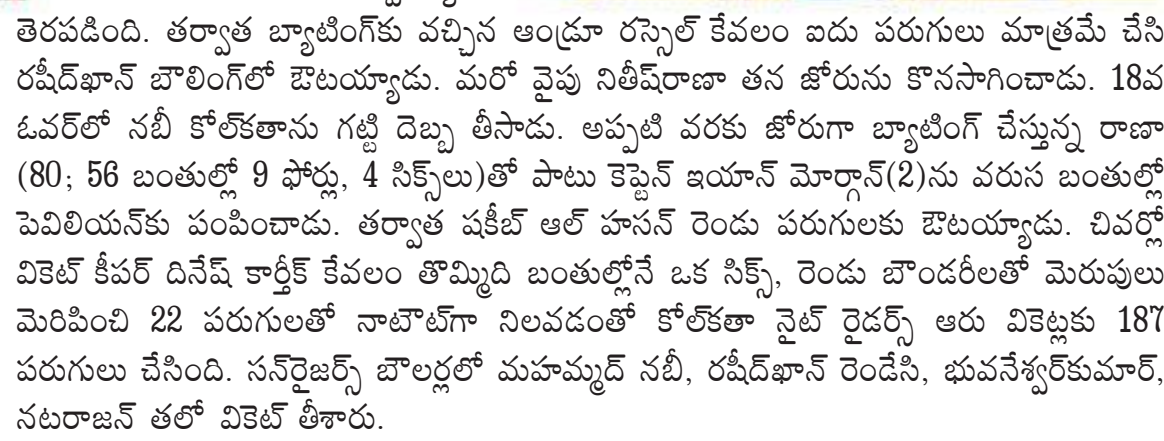 తెరపడింది. తర్వాత బ్యాటింగ్‌కు వచ్చిన ఆండ్రూ రస్సెల్ కేవలం ఐదు పరుగులు మాత్రమే చేసి
రషీద్‌ఖాన్ బౌలింగ్‌లో ఔటయ్యాడు. మరో వైపు నితీష్‌రాణా తన జోరును కొనసాగించాడు. 18వ
ఓవర్‌లో నబీ కోల్‌కతాను గట్టి దెబ్బ తీసాడు. అప్పటి వరకు జోరుగా బ్యాటింగ్ చేస్తున్న రాణా
(80; 56 బంతుల్లో 9 ఫోర్లు, 4 సిక్స్‌లు)తో పాటు కెప్టెన్ ఇయాన్ మోర్గాన్(2)ను వరుస బంతుల్లో
పెవిలియన్‌కు పంపించాడు. తర్వాత షకీబ్ ఆల్ హసన్ రెండు పరుగులకు ఔటయ్యాడు. చివర్లో
వికెట్ కీపర్ దినేష్ కార్తీక్ కేవలం తొమ్మిది బంతుల్లోనే ఒక సిక్స్, రెండు బౌండరీలతో మెరుపులు
మెరిపించి 22 పరుగులతో నాటౌట్‌గా నిలవడంతో కోల్‌కతా నైట్ రైడర్స్ ఆరు వికెట్లకు 187
పరుగులు చేసింది. సన్‌రైజర్స్ బౌలర్లలో మహమ్మద్ నబీ, రషీద్‌ఖాన్ రెండేసి, భువనేశ్వర్‌కుమార్,
నటరాజన్ తలో వికెట్ తీశారు.